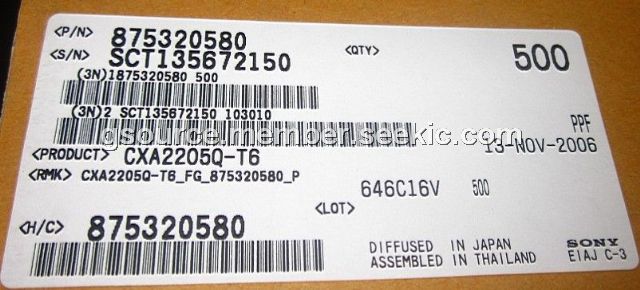 <P/N> 875320580
<S/N> SCT135672150
<QTY> 500
(3N)1875320580 500
(3N)2 SCT135672150 103010
gsource.member.seekic.com
PPF
13-NOV-2006
<PRODUCT> CXA2205Q-T6
<RMK> CXA2205Q-T6_FG_875320580_P
646C16V 500
<LOT>
<H/C> 875320580
DIFFUSED IN JAPAN
ASSEMBLED IN THAILAND
SONY
EIAJ C-3